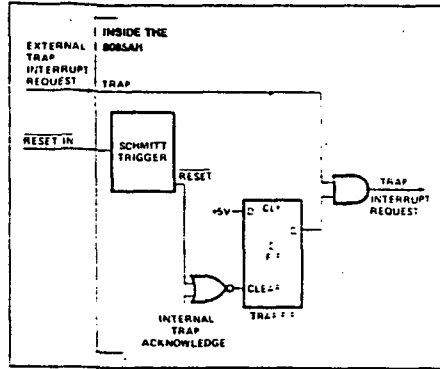 INSIDE THE
8085AH
EXTERNAL
TRAP
INTERRUPT
REQUEST
TRAP
RESET IN
SCHMITT
TRIGGER
RESET
+5V
D
CLEAR
TRAP
INTERRUPT
REQUEST
INTERNAL
TRAP
ACKNOWLEDGE